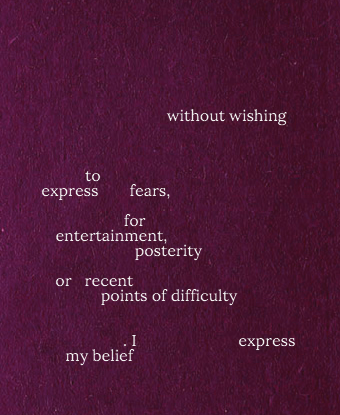 without wishing
to
express fears,
for
entertainment,
posterity
or recent
points of difficulty
. I express
my belief